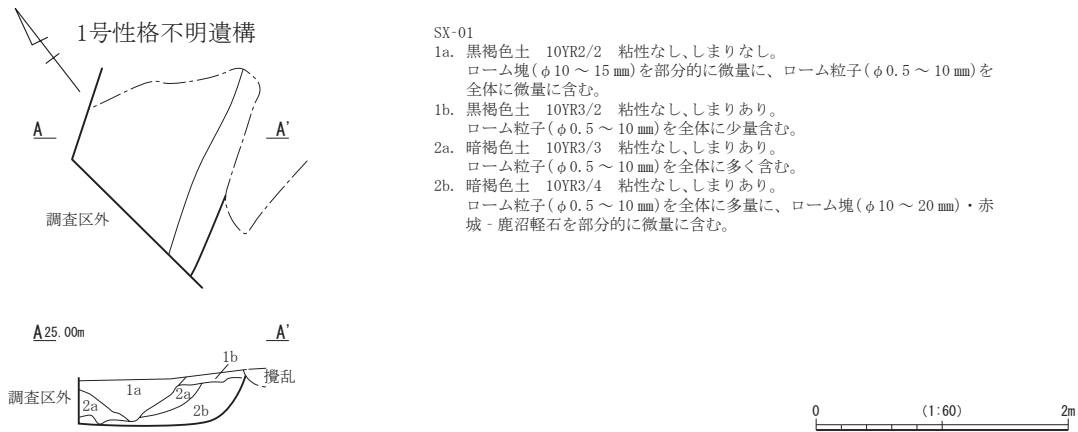 1号性格不明遺構
A
A'
調査区外
SX-01
1a. 黒褐色土 10YR2/2 粘性なし、しまりなし。
ローム塊(φ10～15㎜)を部分的に微量に、ローム粒子(φ0.5～10㎜)を
全体に微量に含む。
1b. 黒褐色土 10YR3/2 粘性なし、しまりあり。
ローム粒子(φ0.5～10㎜)を全体に少量含む。
2a. 暗褐色土 10YR3/3 粘性なし、しまりあり。
ローム粒子(φ0.5～10㎜)を全体に多く含む。
2b. 暗褐色土 10YR3/4 粘性なし、しまりあり。
ローム粒子(φ0.5～10㎜)を全体に多量に、ローム塊(φ10～20㎜)・赤
城‐鹿沼軽石を部分的に微量に含む。
A 25.00m
A'
1b
攪乱
1a
2a
調査区外
2a
2b
0 (1:60) 2m